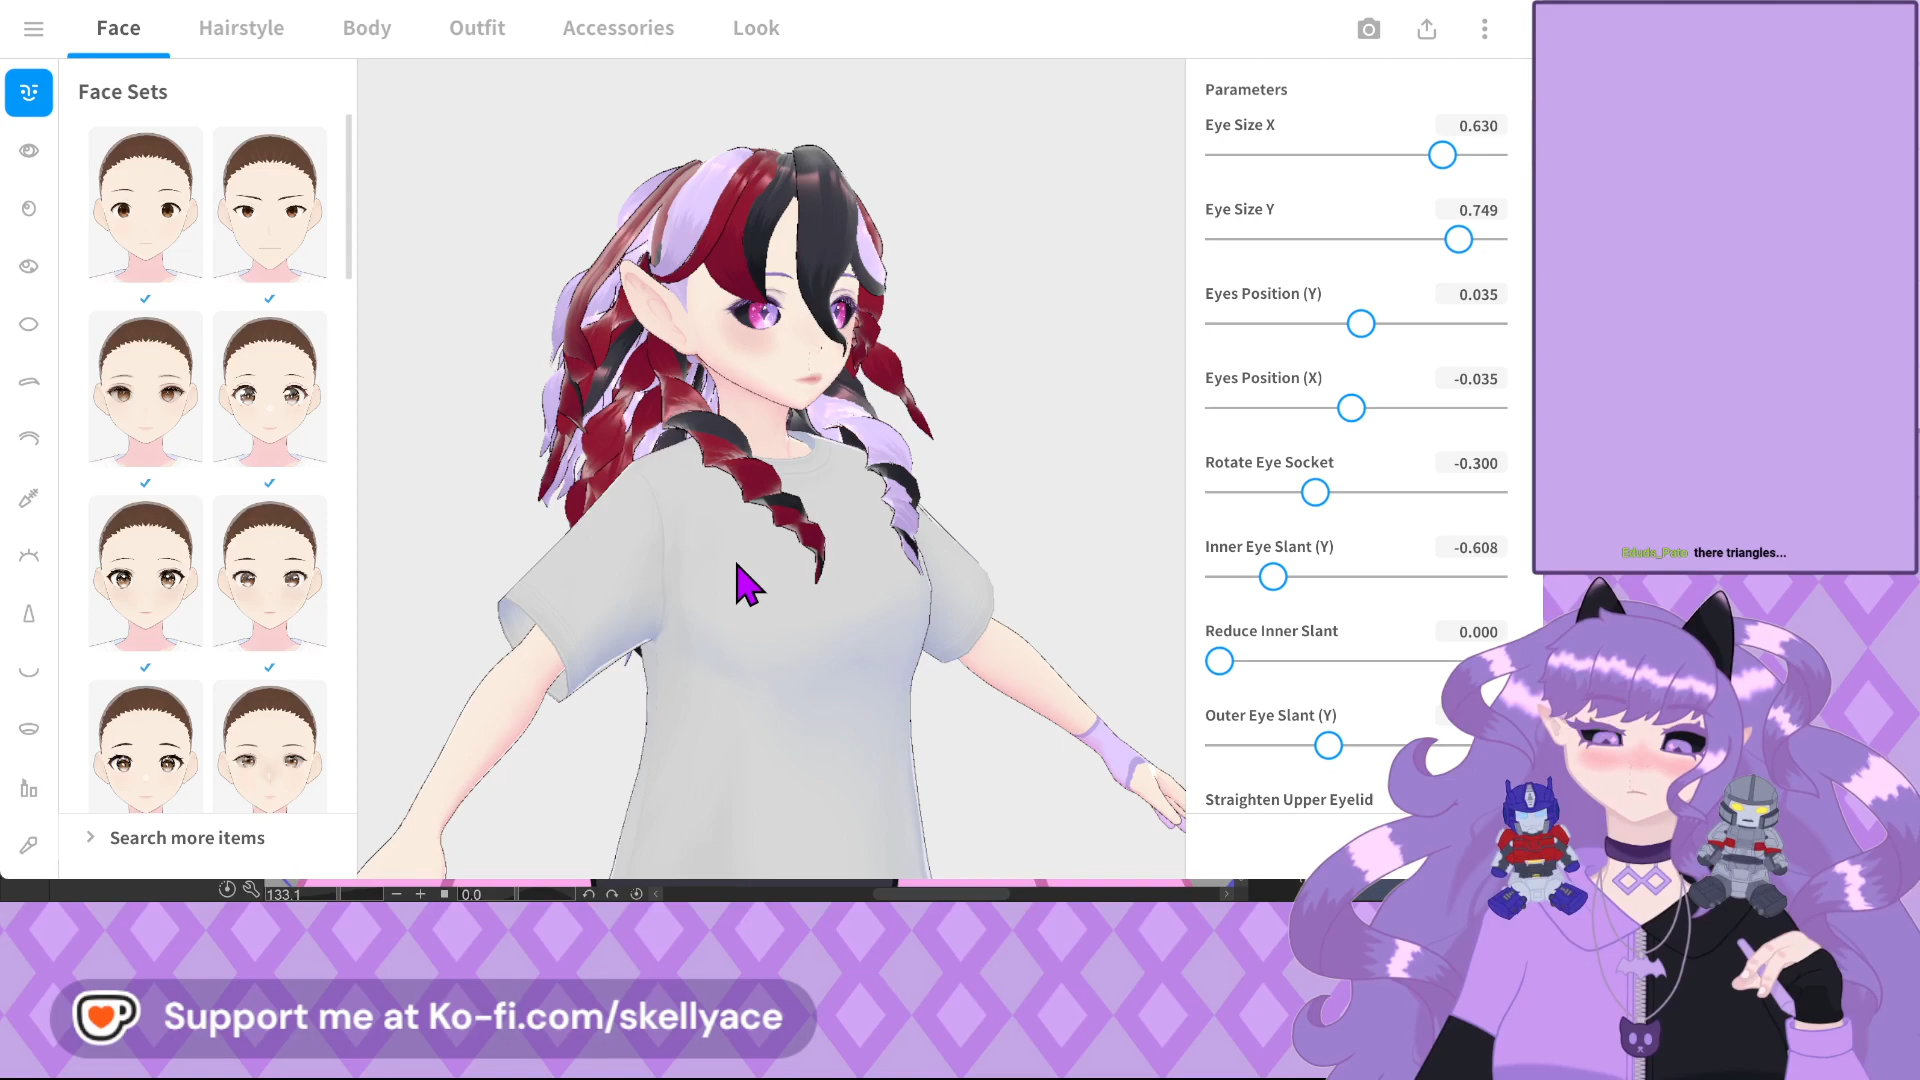 Face
Hairstyle
Body
Outfit
Accessories
Look
Face Sets
Search more items
Parameters
Eye Size X
0.630
Eye Size Y
0.749
Eyes Position (Y)
0.035
Eyes Position (X)
-0.035
Rotate Eye Socket
-0.300
Inner Eye Slant (Y)
-0.608
Reduce Inner Slant
0.000
Outer Eye Slant (Y)
Straighten Upper Eyelid
133.1
0.0
there triangles...
Support me at Ko-fi.com/skellyace